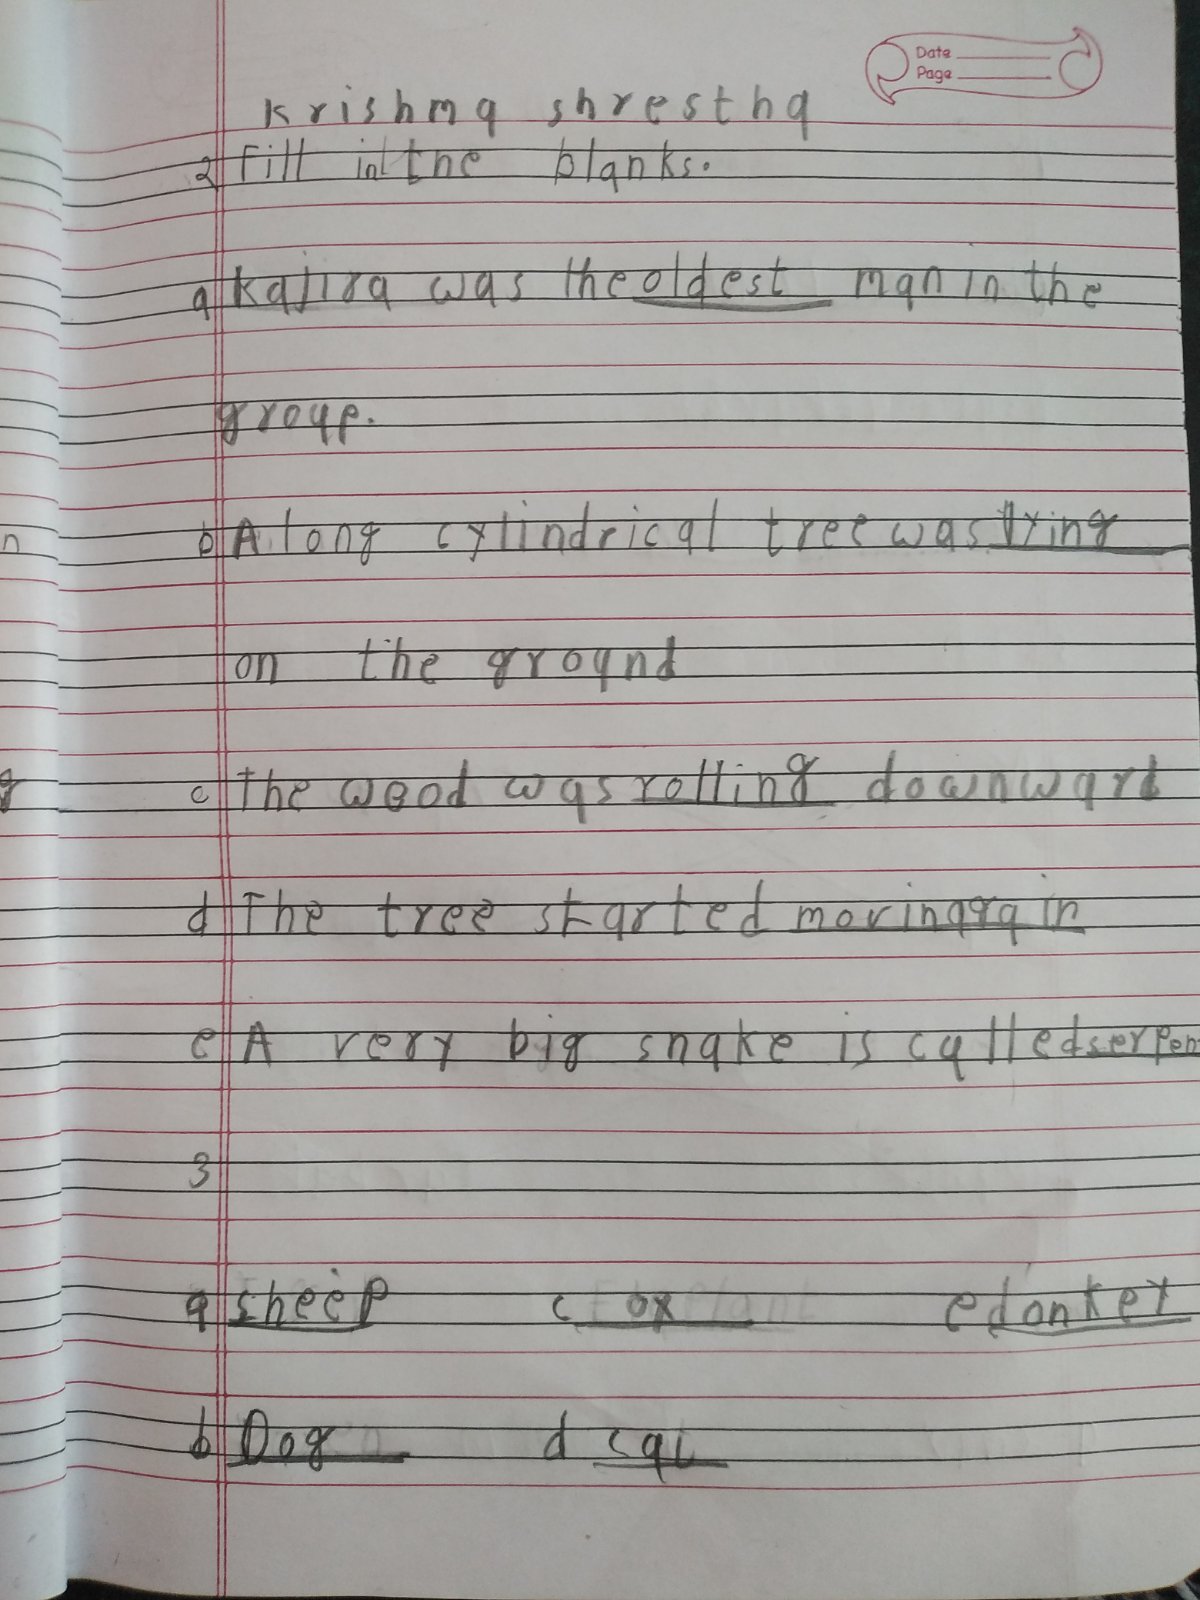 Date
Page
Krishma shrestha
2 Fill in the blanks.
a Kajira was the oldest man in the
group.
b A long cylindrical tree was lying
on the ground
c The wood was rolling downward
d The tree started moving again
e A very big snake is called serpent
3
a sheep c ox e donkey
b Dog d